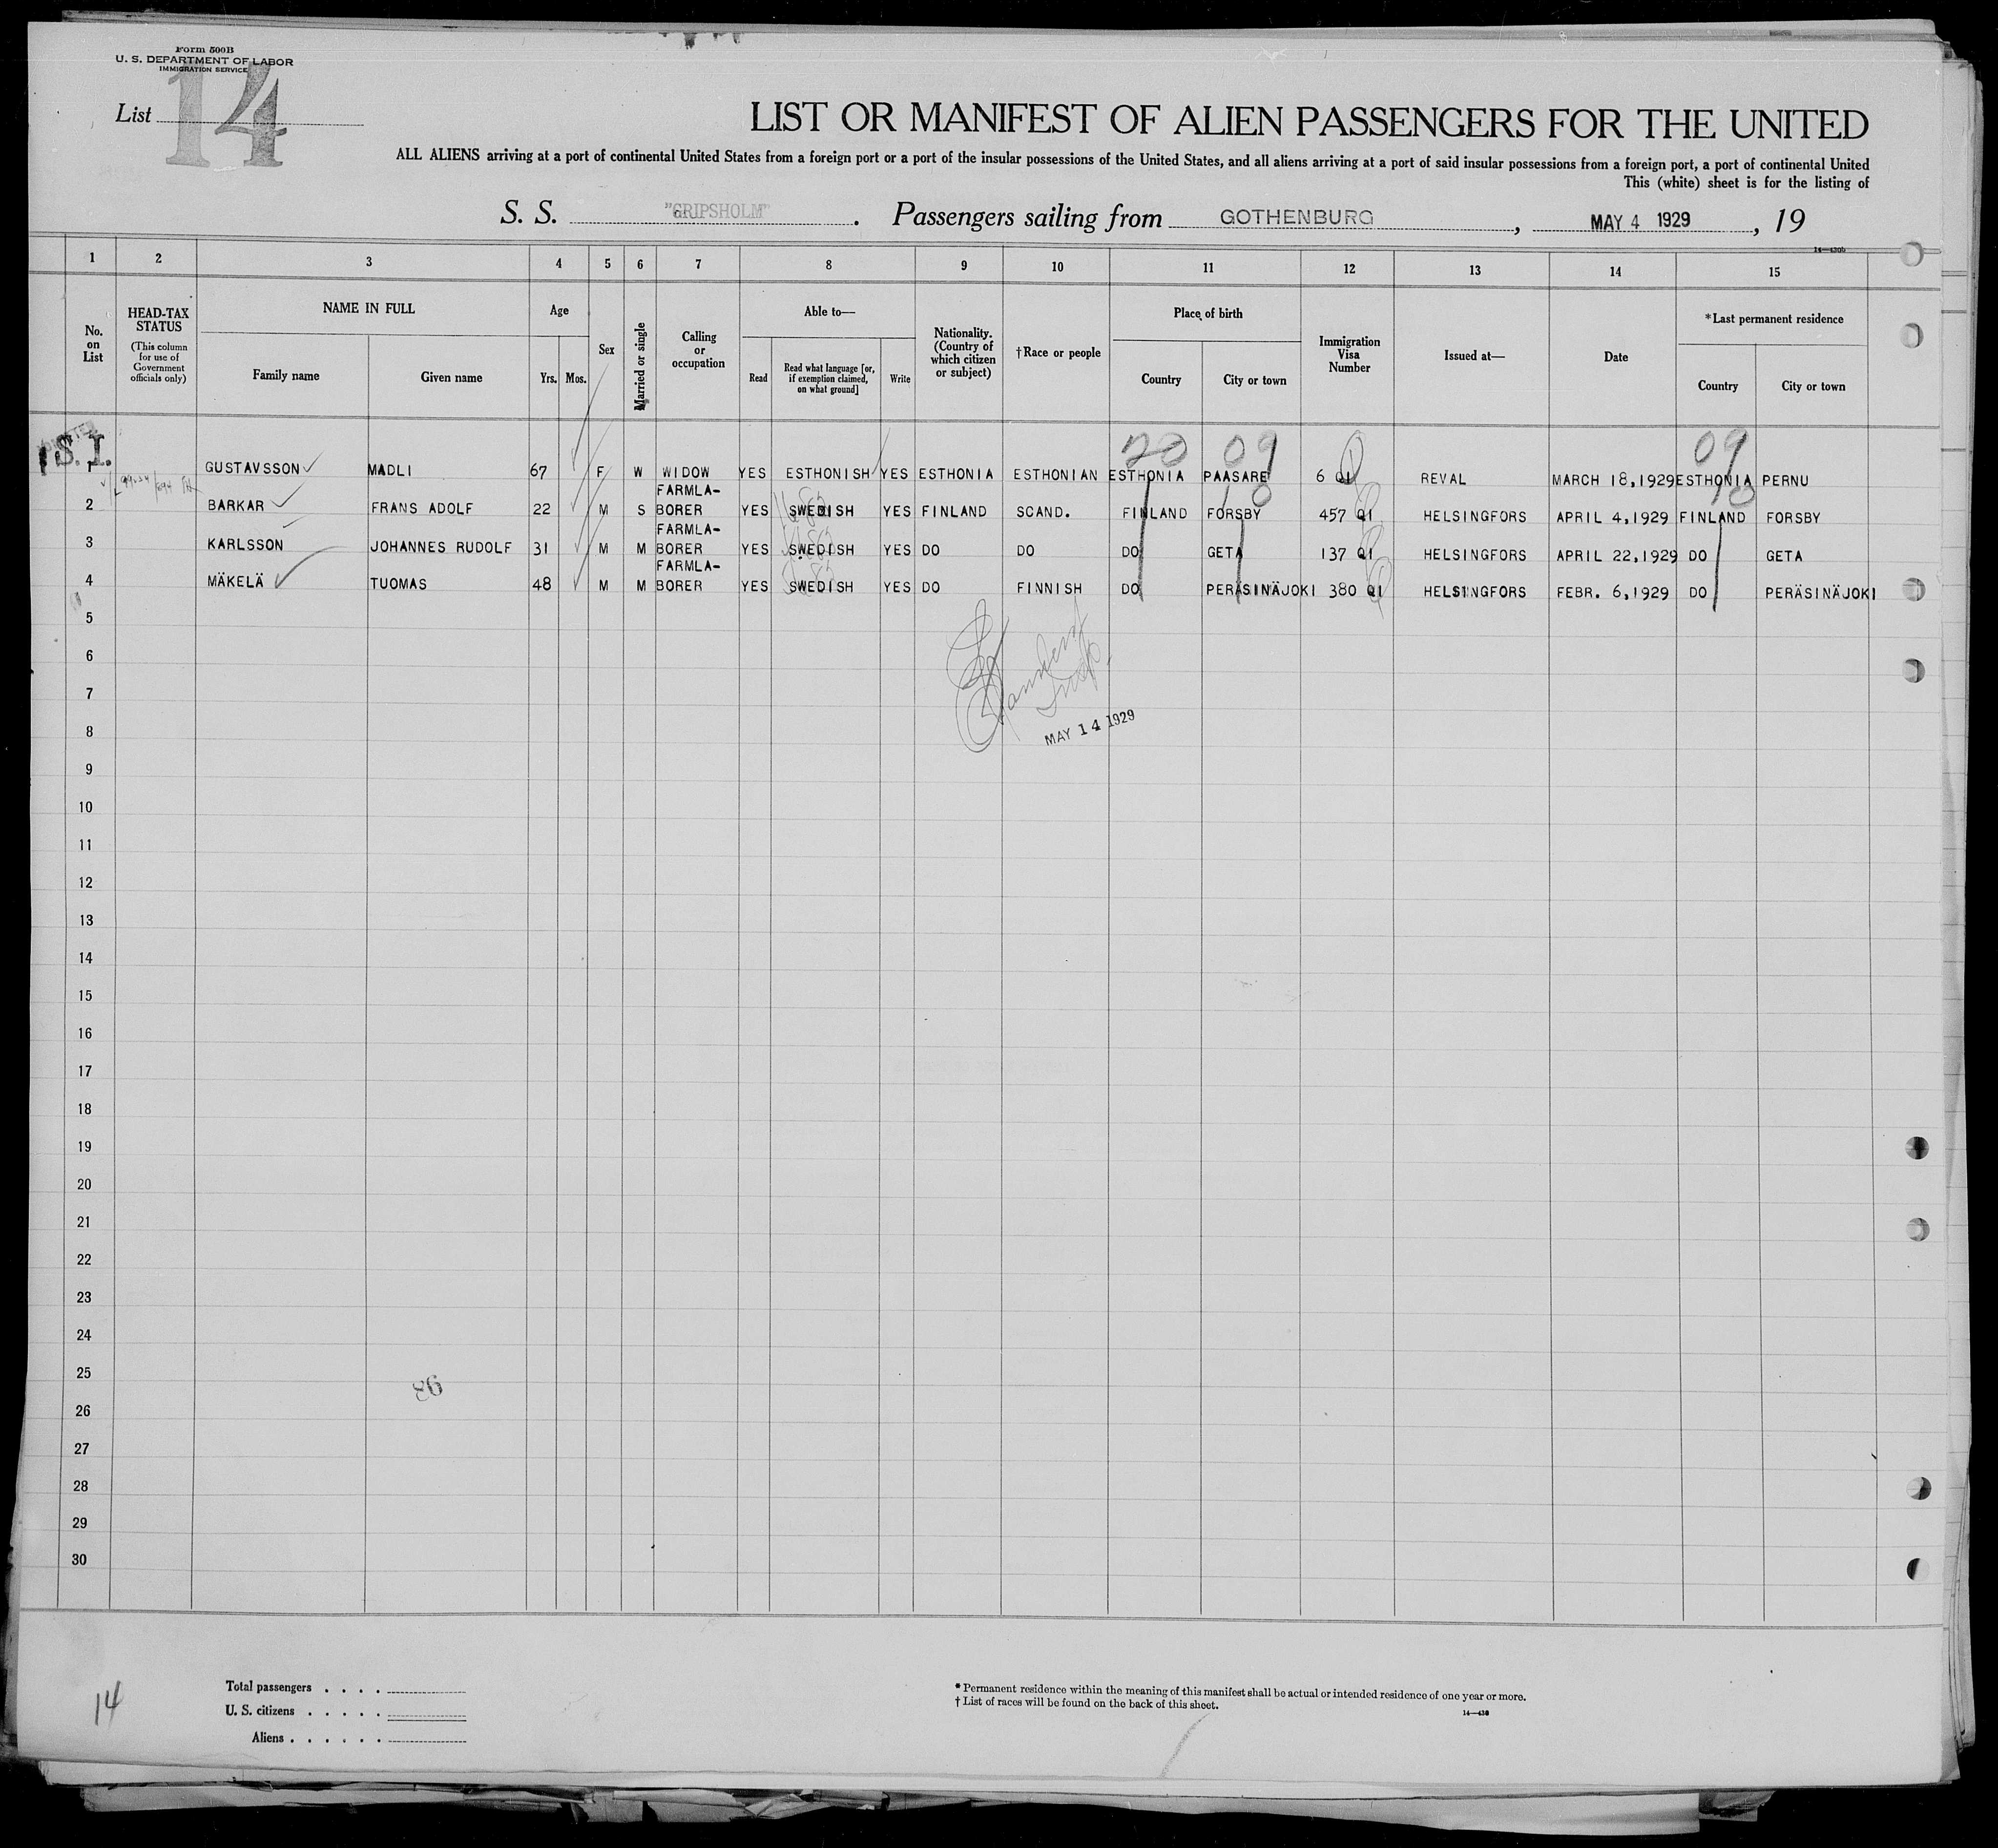 Form 500B
U. S. DEPARTMENT OF LABOR
IMMIGRATION SERVICE
List 14
LIST OR MANIFEST OF ALIEN PASSENGERS FOR THE UNITED
ALL ALIENS arriving at a port of continental United States from a foreign port or a port of the insular possessions of the United States, and all aliens arriving at a port of said insular possessions from a foreign port, a port of continental United
This (white) sheet is for the listing of
S. S. "GRIPSHOLM". Passengers sailing from GOTHENBURG, MAY 4 1929, 19
14—430b
1 2 3 4 5 6 7 8 9 10 11 12 13 14 15
No. on List
HEAD-TAX STATUS
(This column for use of Government officials only)
NAME IN FULL
Family name
Given name
Age
Yrs. Mos.
Sex
Married or single
Calling or occupation
Able to—
Read
Read what language [or, if exemption claimed, on what ground]
Write
Nationality. (Country of which citizen or subject)
†Race or people
Place of birth
Country
City or town
Immigration Visa Number
Issued at—
Date
*Last permanent residence
Country
City or town
20 09 09
S. I.
1 GUSTAVSSON MADLI 67 F W WIDOW YES ESTHONISH YES ESTHONIA ESTHONIAN ESTHONIA PAASARE 6 QI REVAL MARCH 18,1929 ESTHONIA PERNU
10 10
2 BARKAR FRANS ADOLF 22 M S FARMLA-
BORER YES SWEDISH YES FINLAND SCAND. FINLAND FORSBY 457 QI HELSINGFORS APRIL 4,1929 FINLAND FORSBY
3 KARLSSON JOHANNES RUDOLF 31 M M FARMLA-
BORER YES SWEDISH YES DO DO DO GETA 137 QI HELSINGFORS APRIL 22,1929 DO GETA
4 MÄKELÄ TUOMAS 48 M M FARMLA-
BORER YES SWEDISH YES DO FINNISH DO PERÄSINÄJOKI 380 QI HELSINGFORS FEBR. 6,1929 DO PERÄSINÄJOKI
5
6
7
Insp.
8
MAY 14 1929
9
10
11
12
13
14
15
16
17
18
19
20
21
22
23
24
25
86
26
27
28
29
30
14
Total passengers . . . .
U. S. citizens . . . . .
Aliens . . . . . .
* Permanent residence within the meaning of this manifest shall be actual or intended residence of one year or more.
† List of races will be found on the back of this sheet.
14—430